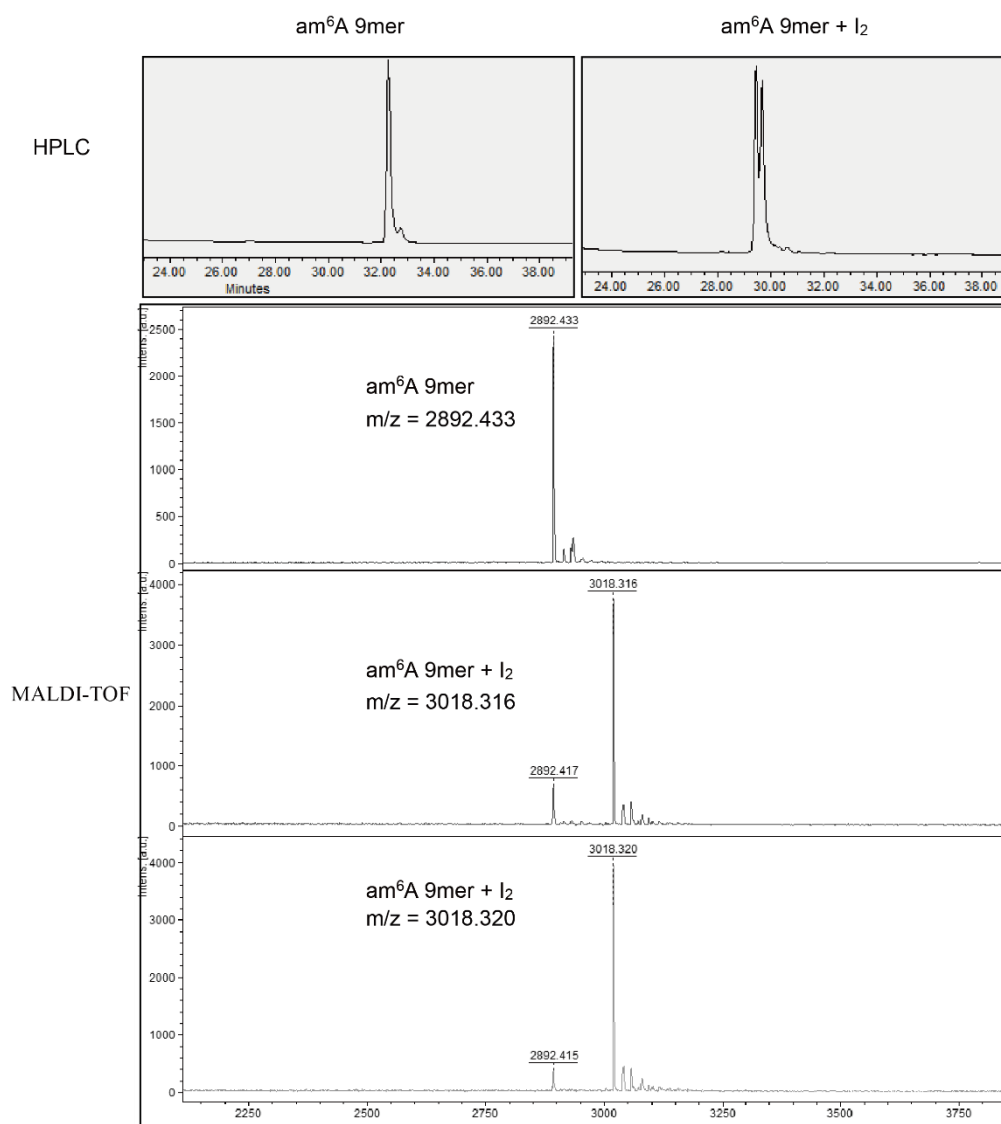 am⁶A 9mer
am⁶A 9mer + I₂
HPLC
24.00 26.00 28.00 30.00 32.00 34.00 36.00 38.00
Minutes
24.00 26.00 28.00 30.00 32.00 34.00 36.00 38.00
MALDI-TOF
Intens. [a.u.]
2500
2000
1500
1000
500
0
2892.433
am⁶A 9mer
m/z = 2892.433
Intens. [a.u.]
4000
3000
2000
1000
0
3018.316
am⁶A 9mer + I₂
m/z = 3018.316
2892.417
Intens. [a.u.]
4000
3000
2000
1000
0
3018.320
am⁶A 9mer + I₂
m/z = 3018.320
2892.415
2250 2500 2750 3000 3250 3500 3750